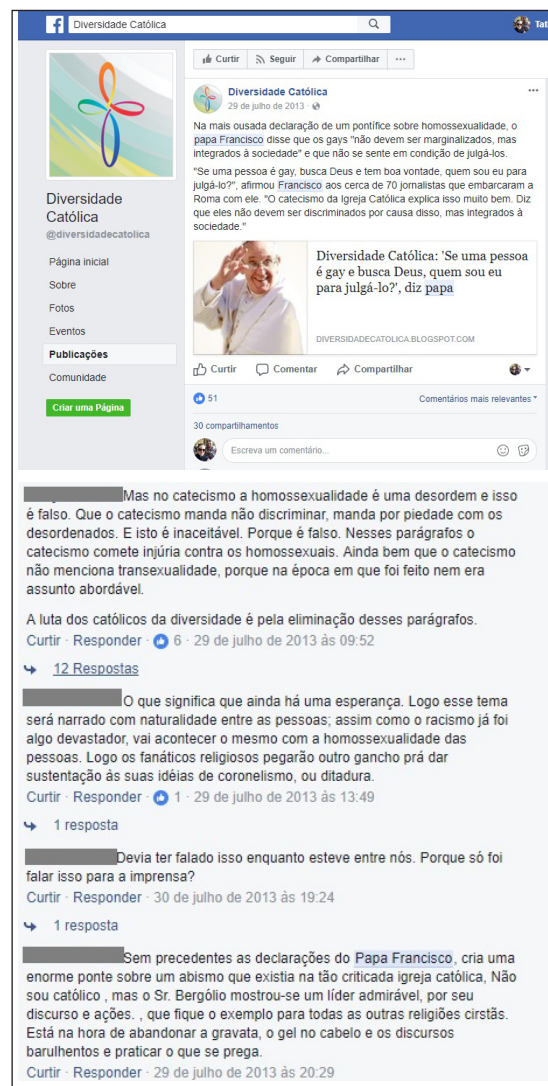 Diversidade Católica
Tat
Curtir Seguir Compartilhar ...
Diversidade Católica
29 de julho de 2013 ·
Na mais ousada declaração de um pontífice sobre homossexualidade, o
papa Francisco disse que os gays "não devem ser marginalizados, mas
integrados à sociedade" e que não se sente em condição de julgá-los.
"Se uma pessoa é gay, busca Deus e tem boa vontade, quem sou eu para
julgá-lo?", afirmou Francisco aos cerca de 70 jornalistas que embarcaram a
Roma com ele. "O catecismo da Igreja Católica explica isso muito bem. Diz
que eles não devem ser discriminados por causa disso, mas integrados à
sociedade."
Diversidade Católica: 'Se uma pessoa
é gay e busca Deus, quem sou eu
para julgá-lo?', diz papa
DIVERSIDADECATOLICA.BLOGSPOT.COM
Curtir Comentar Compartilhar
51 Comentários mais relevantes
30 compartilhamentos
Escreva um comentário...
Diversidade
Católica
@diversidadecatolica
Página inicial
Sobre
Fotos
Eventos
Publicações
Comunidade
Criar uma Página
Mas no catecismo a homossexualidade é uma desordem e isso
é falso. Que o catecismo manda não discriminar, manda por piedade com os
desordenados. E isto é inaceitável. Porque é falso. Nesses parágrafos o
catecismo comete injúria contra os homossexuais. Ainda bem que o catecismo
não menciona transexualidade, porque na época em que foi feito nem era
assunto abordável.
A luta dos católicos da diversidade é pela eliminação desses parágrafos.
Curtir · Responder · 6 · 29 de julho de 2013 às 09:52
12 Respostas
O que significa que ainda há uma esperança. Logo esse tema
será narrado com naturalidade entre as pessoas; assim como o racismo já foi
algo devastador, vai acontecer o mesmo com a homossexualidade das
pessoas. Logo os fanáticos religiosos pegarão outro gancho prá dar
sustentação às suas idéias de coronelismo, ou ditadura.
Curtir · Responder · 1 · 29 de julho de 2013 às 13:49
1 resposta
Devia ter falado isso enquanto esteve entre nós. Porque só foi
falar isso para a imprensa?
Curtir · Responder · 30 de julho de 2013 às 19:24
1 resposta
Sem precedentes as declarações do Papa Francisco, cria uma
enorme ponte sobre um abismo que existia na tão criticada igreja católica, Não
sou católico , mas o Sr. Bergólio mostrou-se um líder admirável, por seu
discurso e ações. , que fique o exemplo para todas as outras religiões cirstãs.
Está na hora de abandonar a gravata, o gel no cabelo e os discursos
barulhentos e praticar o que se prega.
Curtir · Responder · 29 de julho de 2013 às 20:29